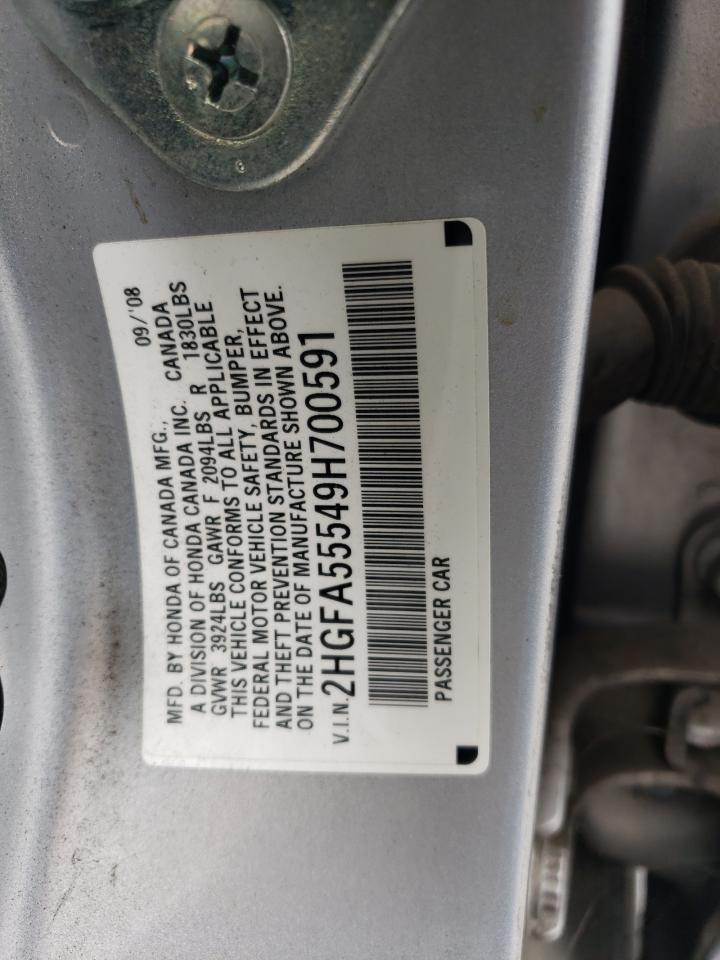 MFD. BY HONDA OF CANADA MFG., 09/'08
A DIVISION OF HONDA CANADA INC. CANADA
GVWR 3924LBS GAWR F 2094LBS R 1830LBS
THIS VEHICLE CONFORMS TO ALL APPLICABLE
FEDERAL MOTOR VEHICLE SAFETY, BUMPER,
AND THEFT PREVENTION STANDARDS IN EFFECT
ON THE DATE OF MANUFACTURE SHOWN ABOVE.
V.I.N. 2HGFA55549H700591
PASSENGER CAR